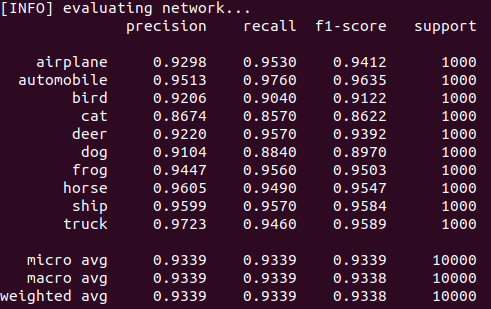 [INFO] evaluating network...
precision recall f1-score support
airplane 0.9298 0.9530 0.9412 1000
automobile 0.9513 0.9760 0.9635 1000
bird 0.9206 0.9040 0.9122 1000
cat 0.8674 0.8570 0.8622 1000
deer 0.9220 0.9570 0.9392 1000
dog 0.9104 0.8840 0.8970 1000
frog 0.9447 0.9560 0.9503 1000
horse 0.9605 0.9490 0.9547 1000
ship 0.9599 0.9570 0.9584 1000
truck 0.9723 0.9460 0.9589 1000
micro avg 0.9339 0.9339 0.9339 10000
macro avg 0.9339 0.9339 0.9338 10000
weighted avg 0.9339 0.9339 0.9338 10000